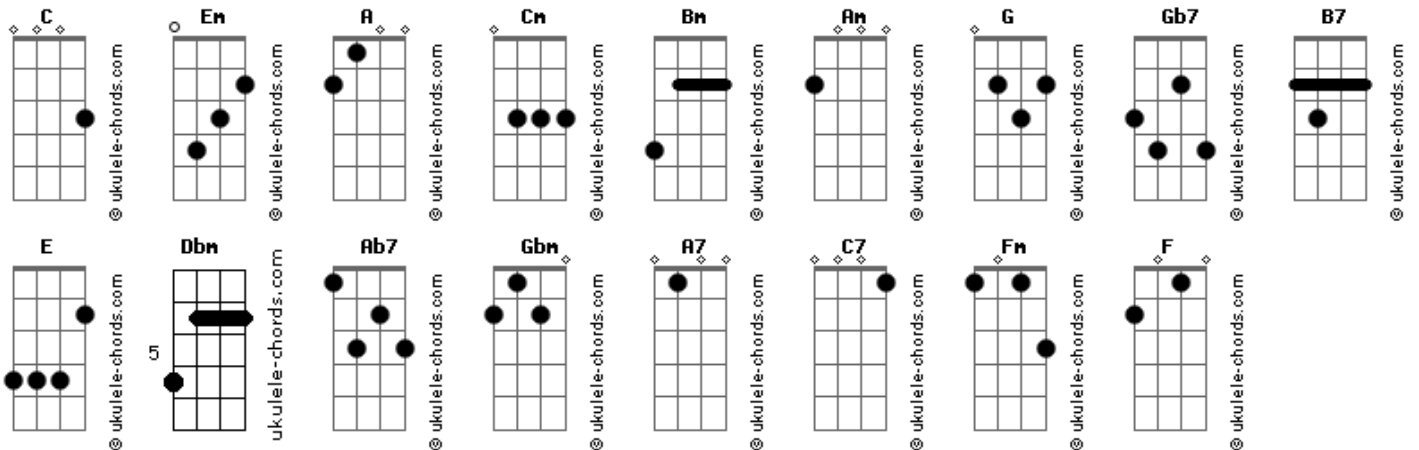 C Em A Cm Bm Am G Gb7 B7
© ukulele-chords.com © ukulele-chords.com © ukulele-chords.com © ukulele-chords.com © ukulele-chords.com © ukulele-chords.com © ukulele-chords.com © ukulele-chords.com © ukulele-chords.com
E Dbm Ab7 Gbm A7 C7 Fm F
5
© ukulele-chords.com ukulele-chords.com © ukulele-chords.com © ukulele-chords.com © ukulele-chords.com © ukulele-chords.com © ukulele-chords.com © ukulele-chords.com